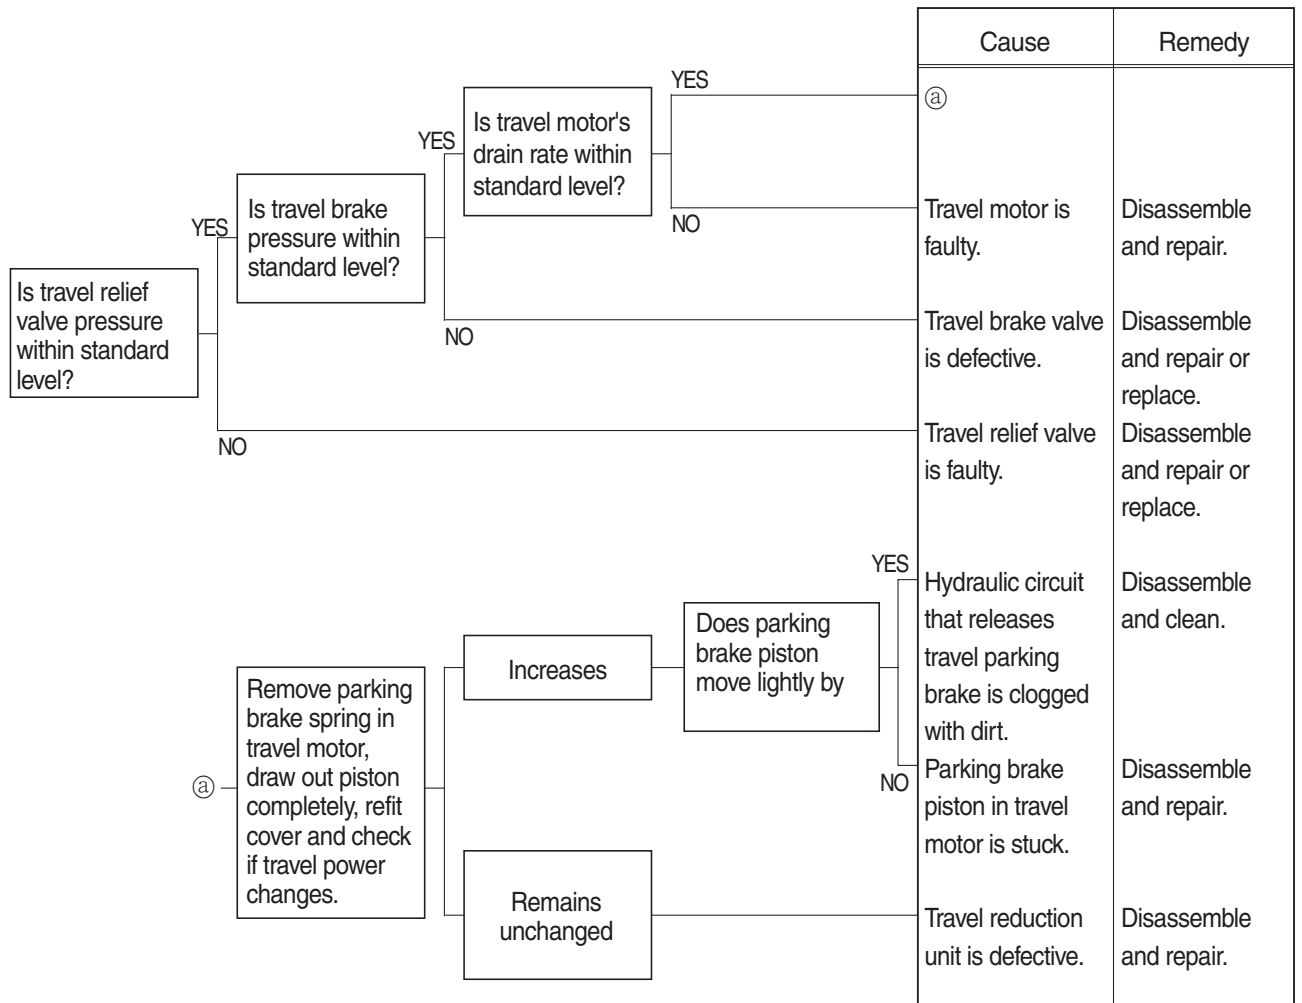 Cause
Remedy
YES
ⓐ
Is travel motor's
drain rate within
standard level?
YES
NO
Travel motor is
faulty.
Disassemble
and repair.
Is travel brake
pressure within
standard level?
YES
NO
Travel brake valve
is defective.
Disassemble
and repair or
replace.
Is travel relief
valve pressure
within standard
level?
NO
Travel relief valve
is faulty.
Disassemble
and repair or
replace.
YES
Hydraulic circuit
that releases
travel parking
brake is clogged
with dirt.
Disassemble
and clean.
Does parking
brake piston
move lightly by
Increases
ⓐ
Remove parking
brake spring in
travel motor,
draw out piston
completely, refit
cover and check
if travel power
changes.
NO
Parking brake
piston in travel
motor is stuck.
Disassemble
and repair.
Remains
unchanged
Travel reduction
unit is defective.
Disassemble
and repair.